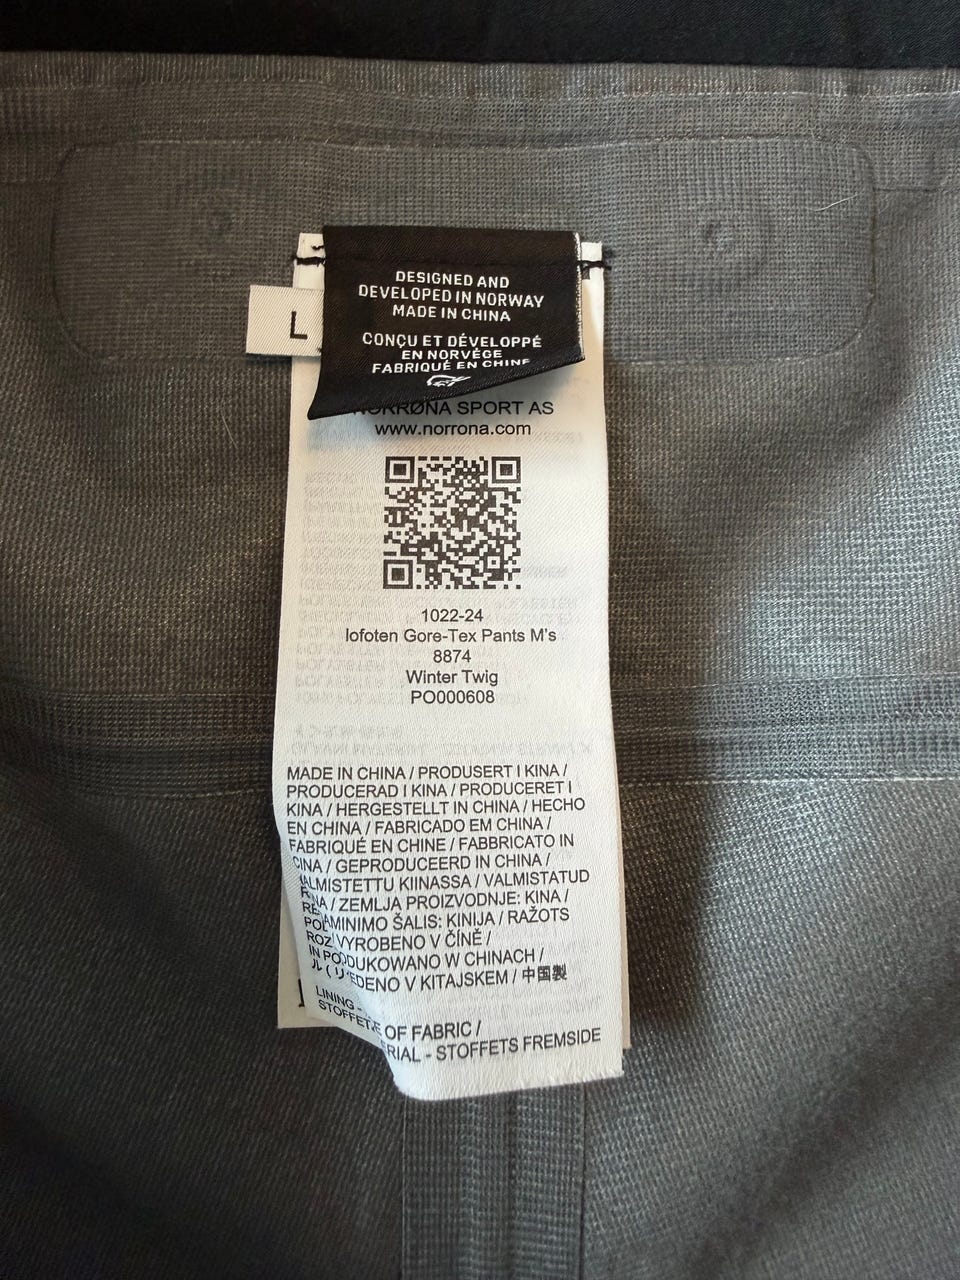 DESIGNED AND
DEVELOPED IN NORWAY
MADE IN CHINA
CONÇU ET DÉVELOPPÉ
EN NORVÉGE
FABRIQUÉ EN CHINE
L
NORRØNA SPORT AS
www.norrona.com
1022-24
lofoten Gore-Tex Pants M's
8874
Winter Twig
PO000608
MADE IN CHINA / PRODUSERT I KINA /
PRODUCERAD I KINA / PRODUCERET I
KINA / HERGESTELLT IN CHINA / HECHO
EN CHINA / FABRICADO EM CHINA /
FABRIQUÉ EN CHINE / FABBRICATO IN
CINA / GEPRODUCEERD IN CHINA /
VALMISTETTU KIINASSA / VALMISTATUD
/ ZEMLJA PROIZVODNJE: KINA /
ŠALIS: KINIJA / RAŽOTS
VYROBENO V ČÍNĚ /
W CHINACH /
V KITAJSKEM / 中国製
LINING -
OF FABRIC /
- STOFFETS FREMSIDE